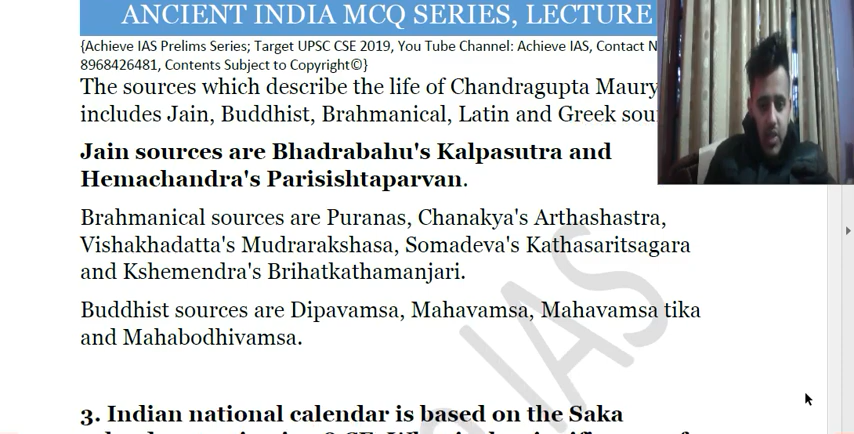 ANCIENT INDIA MCQ SERIES, LECTURE
{Achieve IAS Prelims Series; Target UPSC CSE 2019, You Tube Channel: Achieve IAS, Contact N
8968426481, Contents Subject to Copyright©}
The sources which describe the life of Chandragupta Maury
includes Jain, Buddhist, Brahmanical, Latin and Greek sou
Jain sources are Bhadrabahu's Kalpasutra and
Hemachandra's Parisishtaparvan.
Brahmanical sources are Puranas, Chanakya's Arthashastra,
Vishakhadatta's Mudrarakshasa, Somadeva's Kathasaritsagara
and Kshemendra's Brihatkathamanjari.
Buddhist sources are Dipavamsa, Mahavamsa, Mahavamsa tika
and Mahabodhivamsa.
IAS
3. Indian national calendar is based on the Saka